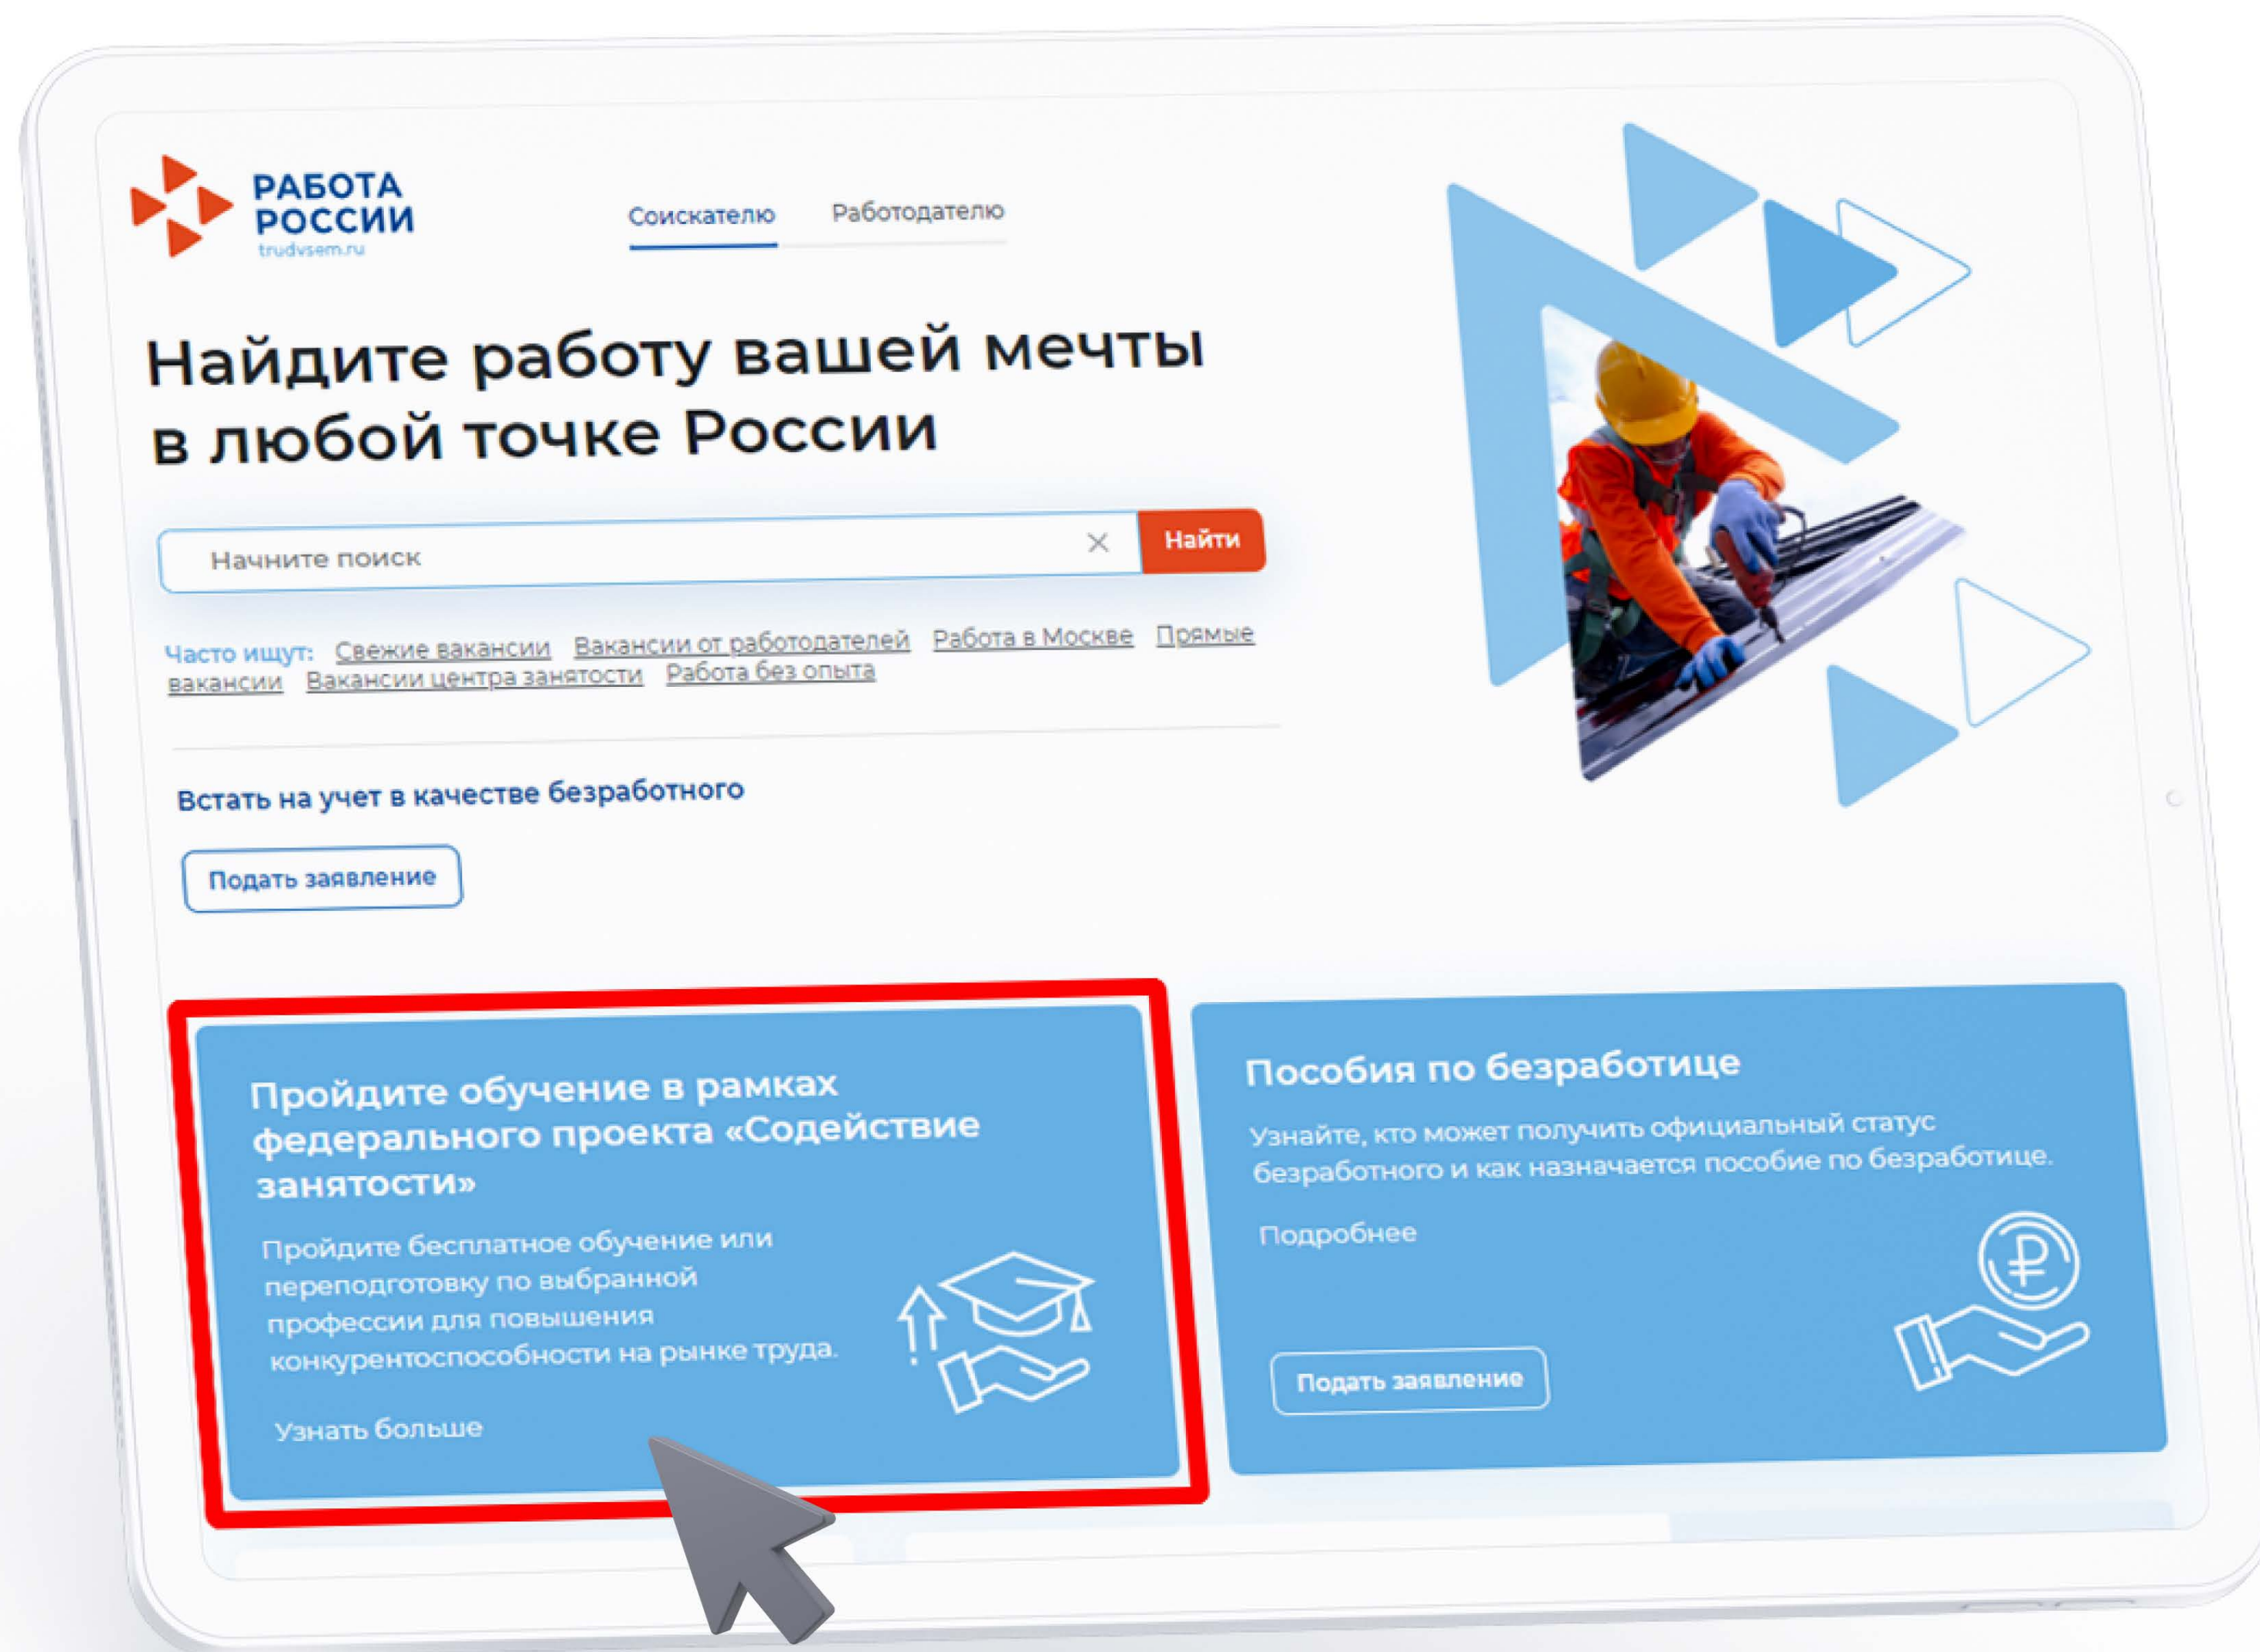 РАБОТА
РОССИИ
trudvsem.ru
Соискателю Работодателю
Найдите работу вашей мечты
в любой точке России
Начните поиск
Найти
Часто ищут: Свежие вакансии Вакансии от работодателей Работа в Москве Прямые
вакансии Вакансии центра занятости Работа без опыта
Встать на учет в качестве безработного
Подать заявление
Пройдите обучение в рамках
федерального проекта «Содействие
занятости»
Пройдите бесплатное обучение или
переподготовку по выбранной
профессии для повышения
конкурентоспособности на рынке труда.
Узнать больше
Пособия по безработице
Узнайте, кто может получить официальный статус
безработного и как назначается пособие по безработице.
Подробнее
Подать заявление